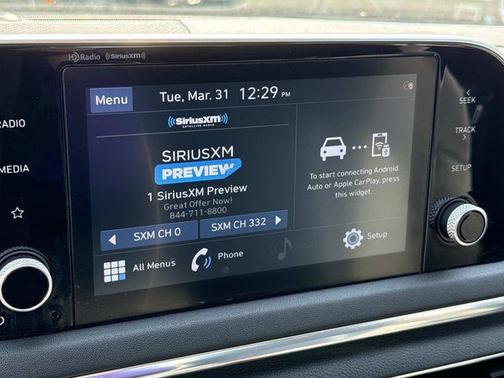 HD Radio SiriusXM
Menu
Tue, Mar. 31
12:29 PM
SiriusXM
SATELLITE RADIO
SIRIUSXM
PREVIEW
1 SiriusXM Preview
Great Offer Now!
844-711-8800
SXM CH 0
SXM CH 332
To start connecting Android
Auto or Apple CarPlay, press
this widget.
All Menus
Phone
Setup
RADIO
MEDIA
SEEK
TRACK
SETUP